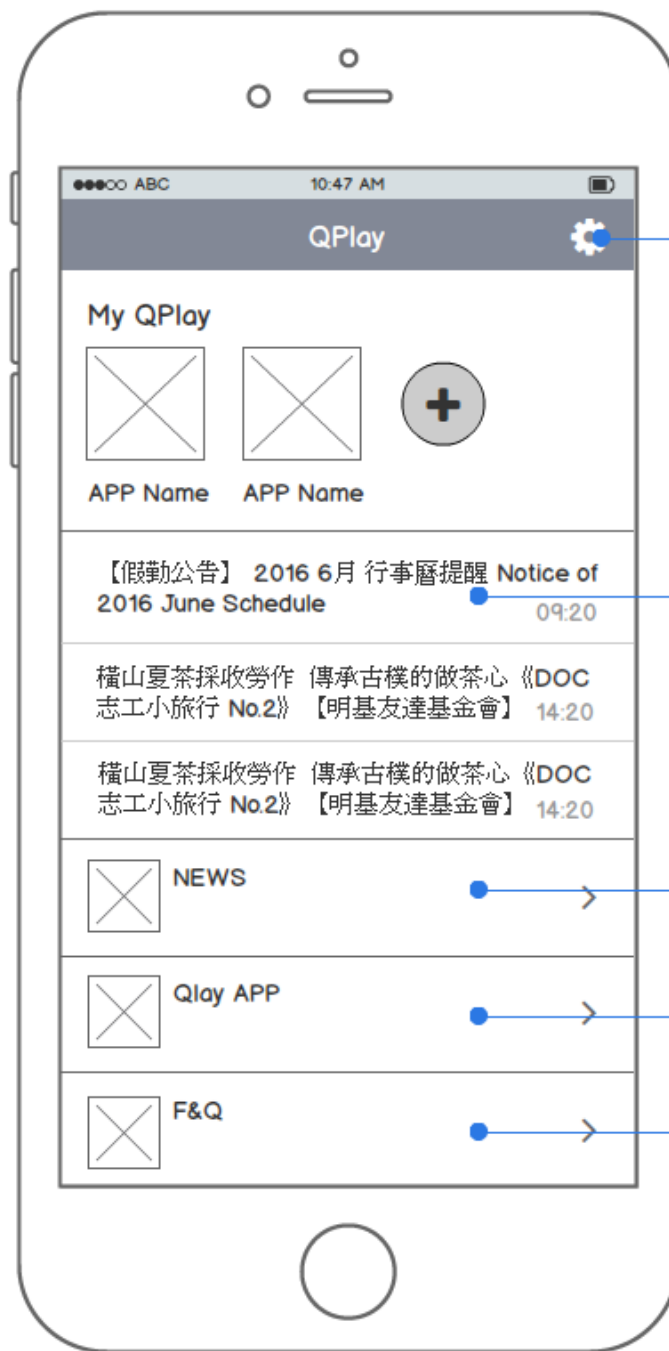 ABC 10:47 AM
QPlay
My QPlay
APP Name APP Name
【假勤公告】 2016 6月 行事曆提醒 Notice of
2016 June Schedule 09:20
橫山夏茶採收勞作 傳承古樸的做茶心《DOC
志工小旅行 No.2》【明基友達基金會】 14:20
橫山夏茶採收勞作 傳承古樸的做茶心《DOC
志工小旅行 No.2》【明基友達基金會】 14:20
NEWS
Qlay APP
F&Q